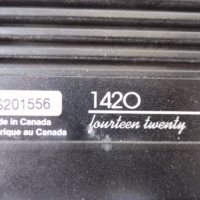 S201556
1420
fourteen twenty
de in Canada
rique au Canada